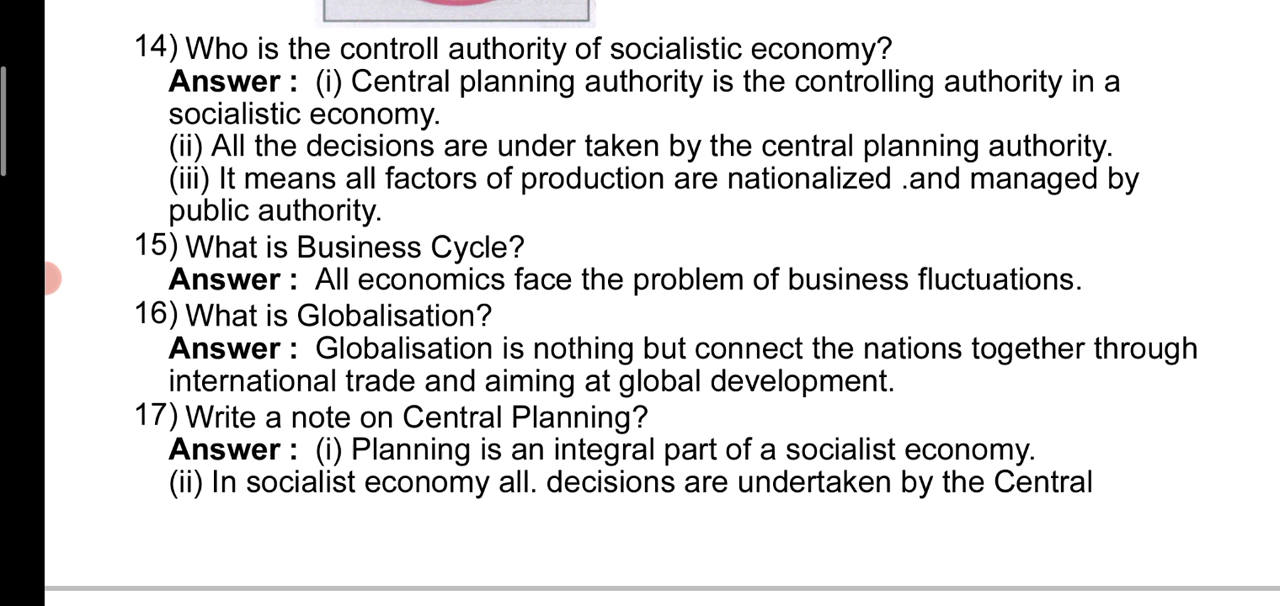 14) Who is the controll authority of socialistic economy?
Answer : (i) Central planning authority is the controlling authority in a
socialistic economy.
(ii) All the decisions are under taken by the central planning authority.
(iii) It means all factors of production are nationalized .and managed by
public authority.
15) What is Business Cycle?
Answer : All economics face the problem of business fluctuations.
16) What is Globalisation?
Answer : Globalisation is nothing but connect the nations together through
international trade and aiming at global development.
17) Write a note on Central Planning?
Answer : (i) Planning is an integral part of a socialist economy.
(ii) In socialist economy all. decisions are undertaken by the Central